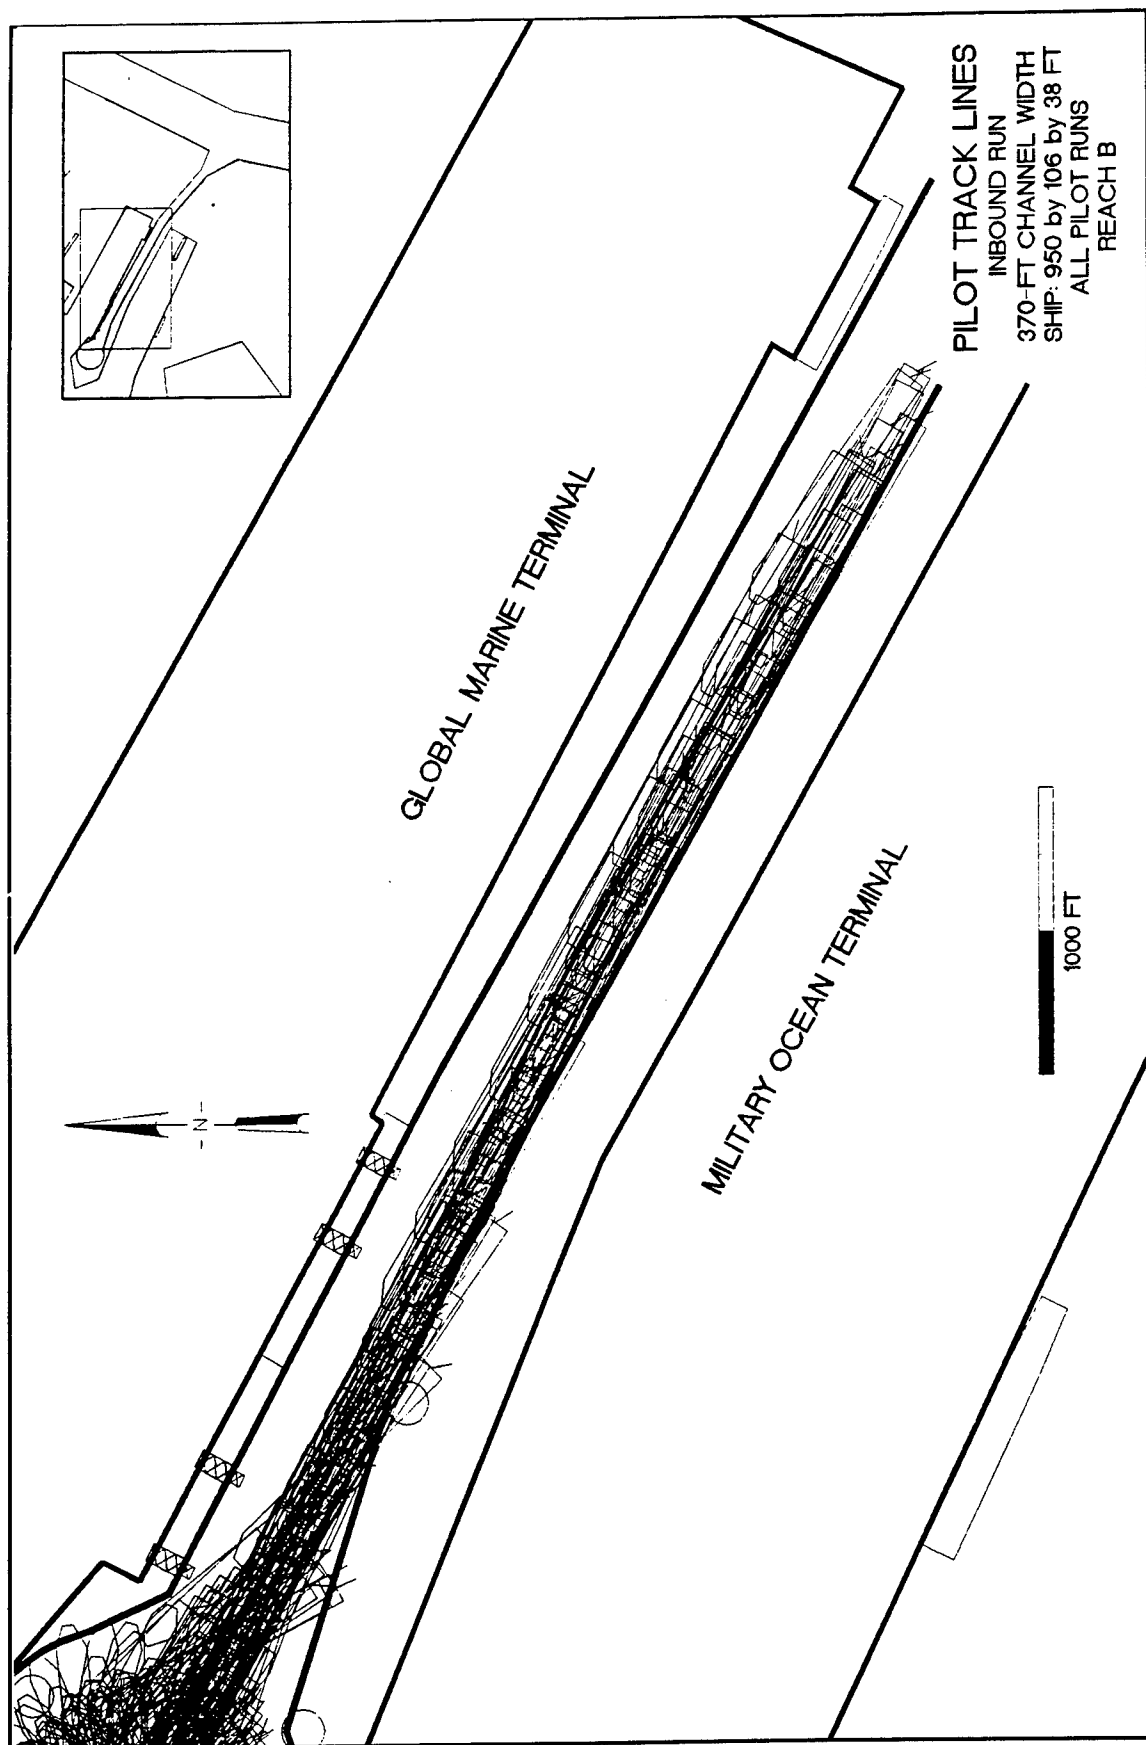 -N-
GLOBAL MARINE TERMINAL
MILITARY OCEAN TERMINAL
1000 FT
PILOT TRACK LINES
INBOUND RUN
370-FT CHANNEL WIDTH
SHIP: 950 by 106 by 38 FT
ALL PILOT RUNS
REACH B